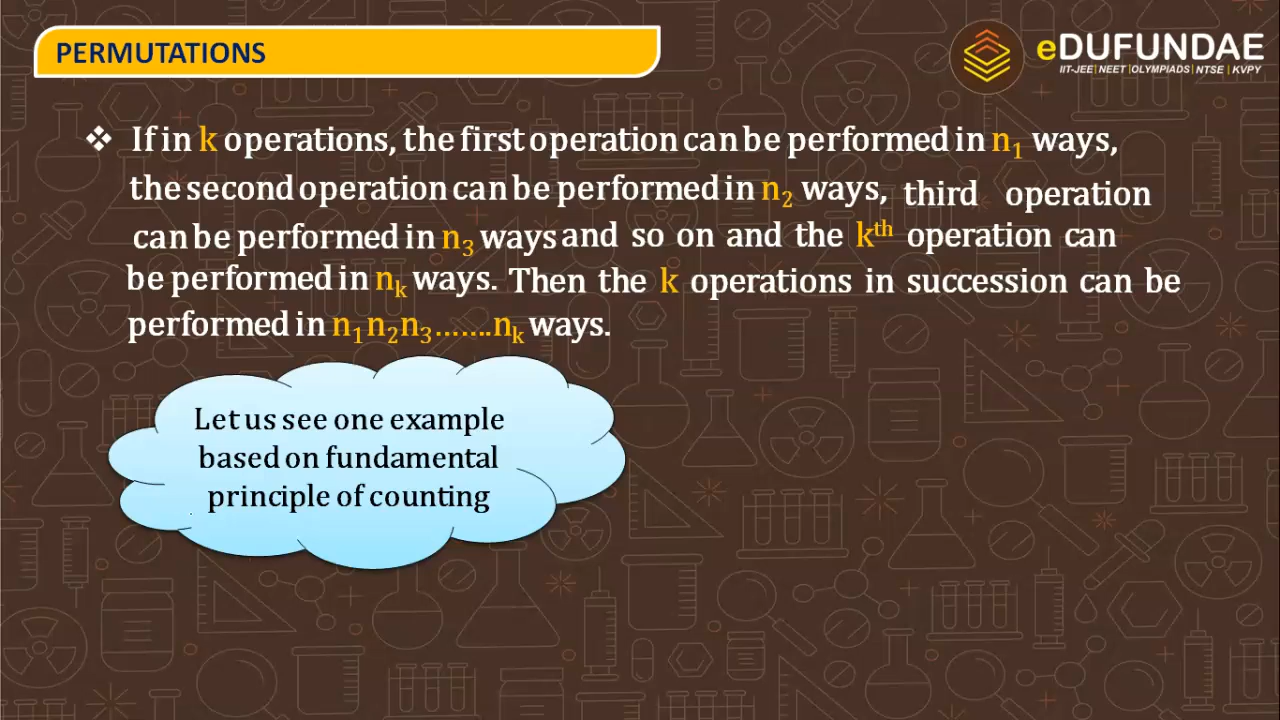 PERMUTATIONS
eDUFUNDAE
IIT-JEE| NEET |OLYMPIADS| NTSE | KVPY
❖ If in k operations, the first operation can be performed in n₁ ways,
the second operation can be performed in n₂ ways, third operation
can be performed in n₃ ways and so on and the kᵗʰ operation can
be performed in nₖ ways. Then the k operations in succession can be
performed in n₁n₂n₃.......nₖ ways.
Let us see one example
based on fundamental
principle of counting